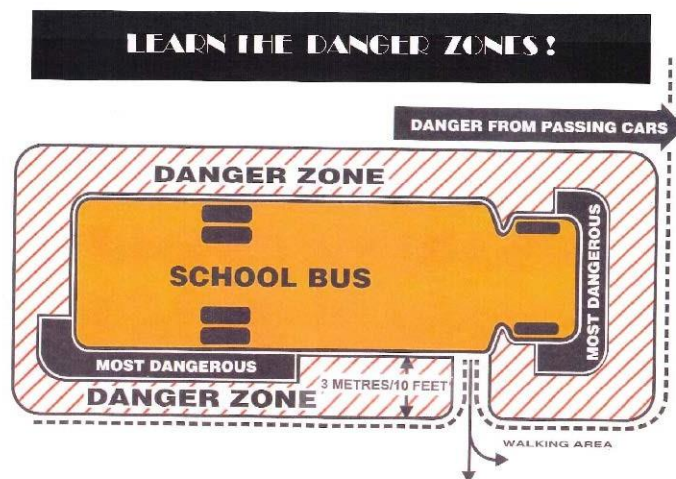 LEARN THE DANGER ZONES!
DANGER FROM PASSING CARS
DANGER ZONE
SCHOOL BUS
MOST DANGEROUS
MOST DANGEROUS
3 METRES/10 FEET
DANGER ZONE
WALKING AREA